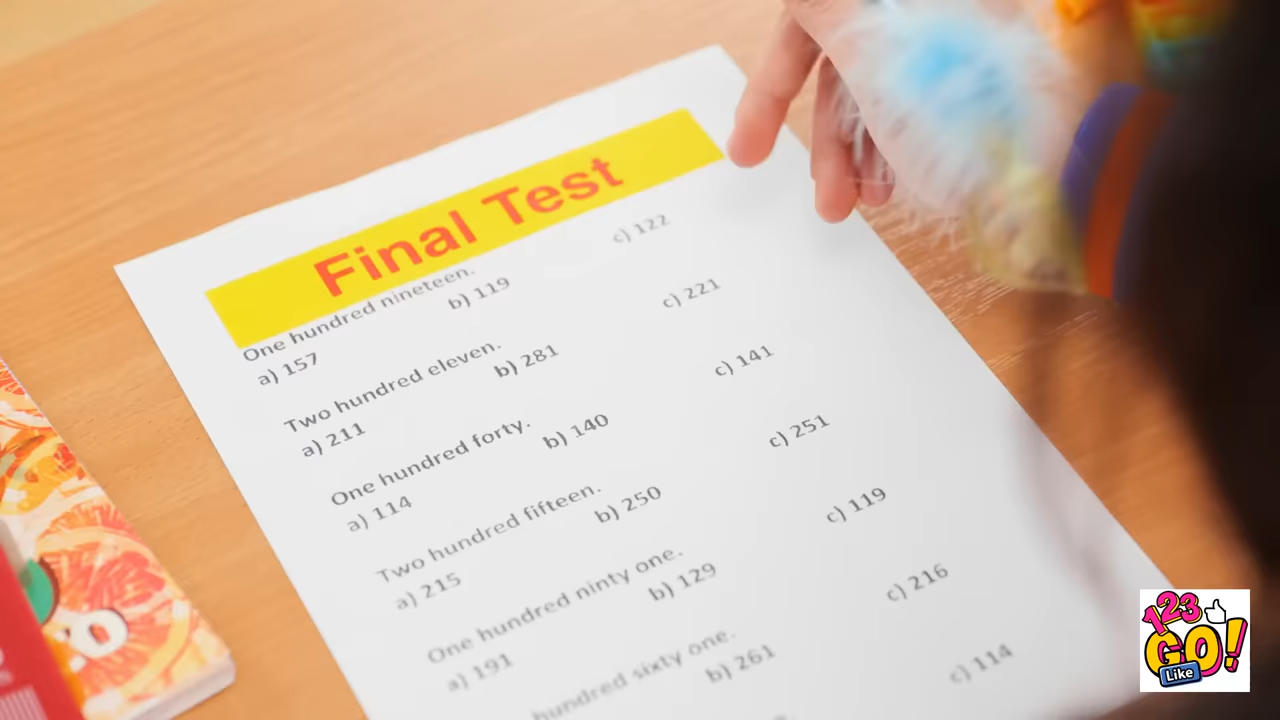 Final Test
One hundred nineteen.
a) 157 b) 119 c) 122
Two hundred eleven.
a) 211 b) 281 c) 221
One hundred forty.
a) 114 b) 140 c) 141
Two hundred fifteen.
a) 215 b) 250 c) 251
One hundred ninty one.
a) 191 b) 129 c) 119
hundred sixty one.
b) 261 c) 216
c) 114
123
GO!
Like